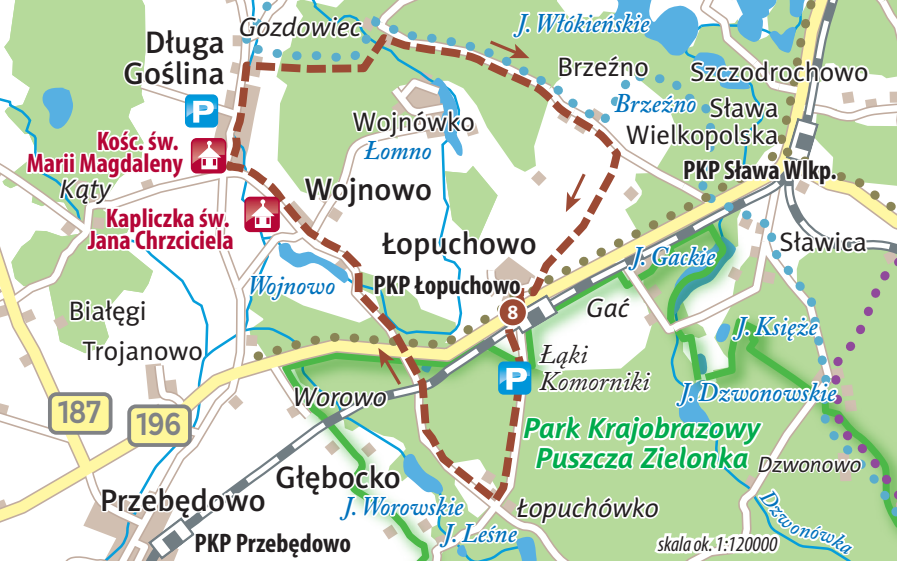 Gozdowiec
J. Włókieńskie
Długa
Goślina
Brzeźno
Szczodrochowo
P
Brzeźno
Sława
Wielkopolska
Wojnówko
Łomno
Kośc. św.
Marii Magdaleny
PKP Sława Wlkp.
Kąty
Wojnowo
Kapliczka św.
Jana Chrzciciela
Łopuchowo
Sławica
J. Gackie
Wojnowo
PKP Łopuchowo
8
Gać
Białęgi
J. Księże
Trojanowo
Łąki
Komorniki
P
Worowo
J. Dzwonowskie
187
196
Park Krajobrazowy
Puszcza Zielonka
Głębocko
Dzwonowo
Przebędowo
J. Worowskie
Łopuchówko
J. Leśne
Dzwonówka
PKP Przebędowo
skala ok. 1:120000